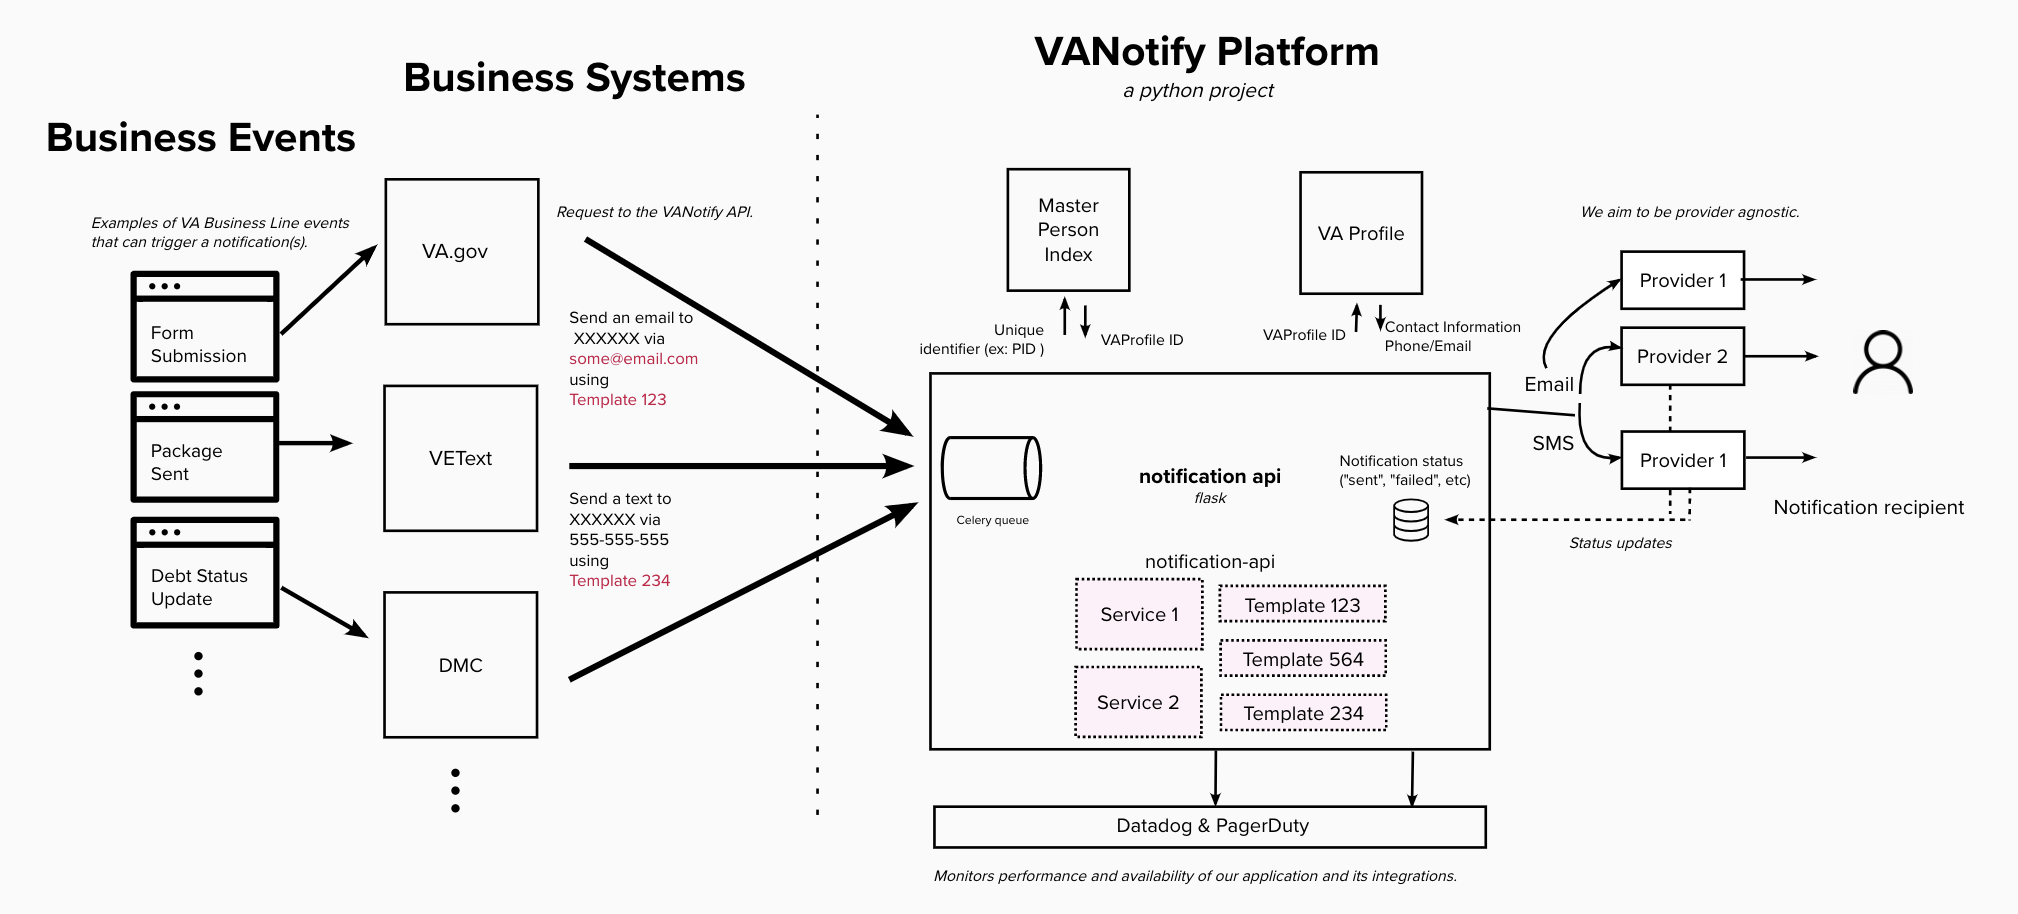 VANotify Platform
a python project
Business Systems
Business Events
Examples of VA Business Line events
that can trigger a notification(s).
Form
Submission
Package
Sent
Debt Status
Update
VA.gov
VEText
DMC
Request to the VANotify API.
Send an email to
XXXXXX via
some@email.com
using
Template 123
Send a text to
XXXXXX via
555-555-555
using
Template 234
Master
Person
Index
VA Profile
Unique
identifier (ex: PID )
VAProfile ID
VAProfile ID
Contact Information
Phone/Email
Celery queue
notification api
flask
Notification status
("sent", "failed", etc)
notification-api
Service 1
Service 2
Template 123
Template 564
Template 234
Datadog & PagerDuty
Monitors performance and availability of our application and its integrations.
We aim to be provider agnostic.
Provider 1
Provider 2
Provider 1
Email
SMS
Status updates
Notification recipient